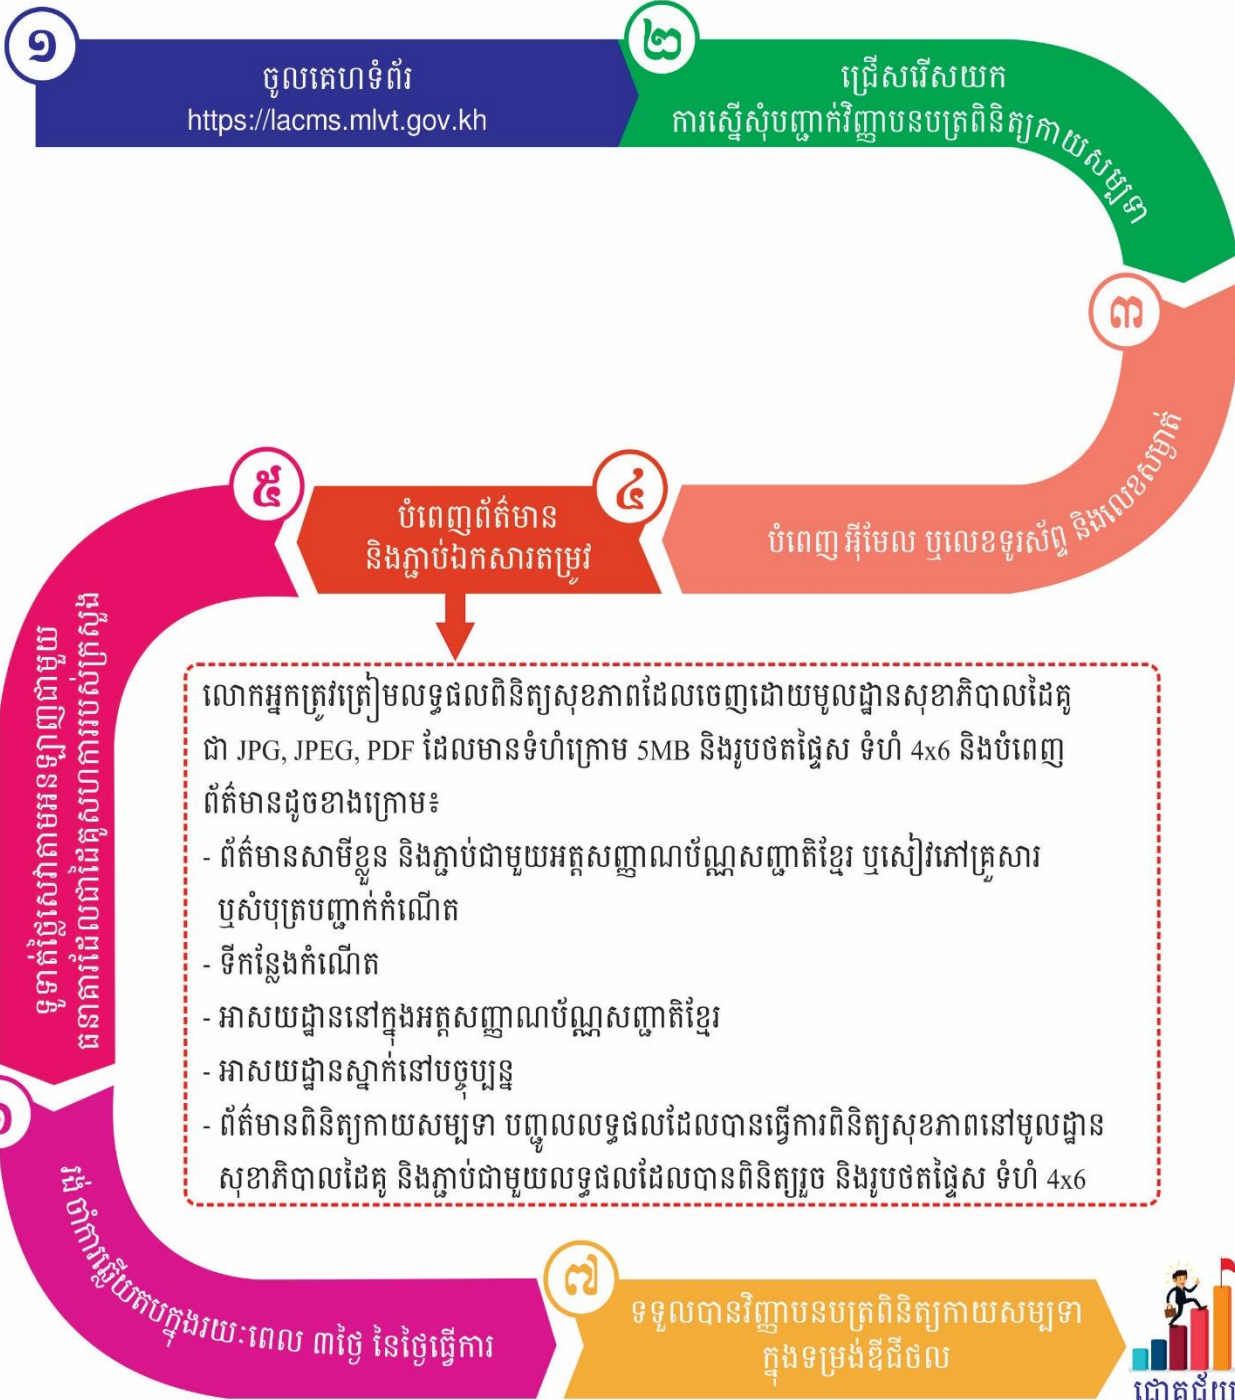 ១
ចូលគេហទំព័រ
https://lacms.mlvt.gov.kh
២
ជ្រើសរើសយក
ការស្នើសុំបញ្ជាក់វិញ្ញាបនបត្រពិនិត្យកាយសម្បទា
៣
បំពេញ អ៊ីមែល ឬលេខទូរស័ព្ទ និងលេខសម្ងាត់
៤
បំពេញព័ត៌មាន
និងភ្ជាប់ឯកសារតម្រូវ
លោកអ្នកត្រូវត្រៀមលទ្ធផលពិនិត្យសុខភាពដែលចេញដោយមូលដ្ឋានសុខាភិបាលដៃគូ
ជា JPG, JPEG, PDF ដែលមានទំហំក្រោម 5MB និងរូបថតផ្ទៃស ទំហំ 4x6 និងបំពេញ
ព័ត៌មានដូចខាងក្រោម៖
- ព័ត៌មានសាមីខ្លួន និងភ្ជាប់ជាមួយអត្តសញ្ញាណប័ណ្ណសញ្ជាតិខ្មែរ ឬសៀវភៅគ្រួសារ
ឬសំបុត្របញ្ជាក់កំណើត
- ទីកន្លែងកំណើត
- អាសយដ្ឋាននៅក្នុងអត្តសញ្ញាណប័ណ្ណសញ្ជាតិខ្មែរ
- អាសយដ្ឋានស្នាក់នៅបច្ចុប្បន្ន
- ព័ត៌មានពិនិត្យកាយសម្បទា បញ្ចូលលទ្ធផលដែលបានធ្វើការពិនិត្យសុខភាពនៅមូលដ្ឋាន
សុខាភិបាលដៃគូ និងភ្ជាប់ជាមួយលទ្ធផលដែលបានពិនិត្យរួច និងរូបថតផ្ទៃស ទំហំ 4x6
៥
ទូទាត់ថ្លៃសេវាតាមអនឡាញជាមួយ
ធនាគារដែលជាដៃគូសហការរបស់ក្រសួង
រង់ចាំការឆ្លើយតបក្នុងរយៈពេល ៣ថ្ងៃ នៃថ្ងៃធ្វើការ
៧
ទទួលបានវិញ្ញាបនបត្រពិនិត្យកាយសម្បទា
ក្នុងទម្រង់ឌីជីថល
ជោគជ័យ